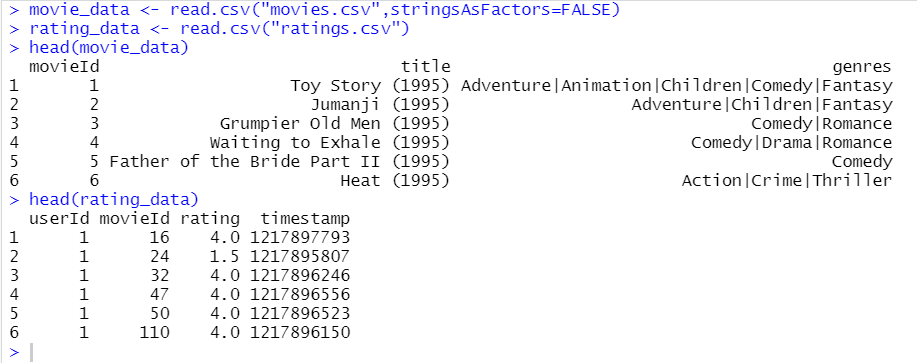 > movie_data <- read.csv("movies.csv",stringsAsFactors=FALSE)
> rating_data <- read.csv("ratings.csv")
> head(movie_data)
  movieId                              title                                      genres
1       1                   Toy Story (1995) Adventure|Animation|Children|Comedy|Fantasy
2       2                     Jumanji (1995)                  Adventure|Children|Fantasy
3       3            Grumpier Old Men (1995)                              Comedy|Romance
4       4           Waiting to Exhale (1995)                        Comedy|Drama|Romance
5       5 Father of the Bride Part II (1995)                                      Comedy
6       6                        Heat (1995)                       Action|Crime|Thriller
> head(rating_data)
  userId movieId rating  timestamp
1      1      16    4.0 1217897793
2      1      24    1.5 1217895807
3      1      32    4.0 1217896246
4      1      47    4.0 1217896556
5      1      50    4.0 1217896523
6      1     110    4.0 1217896150
>